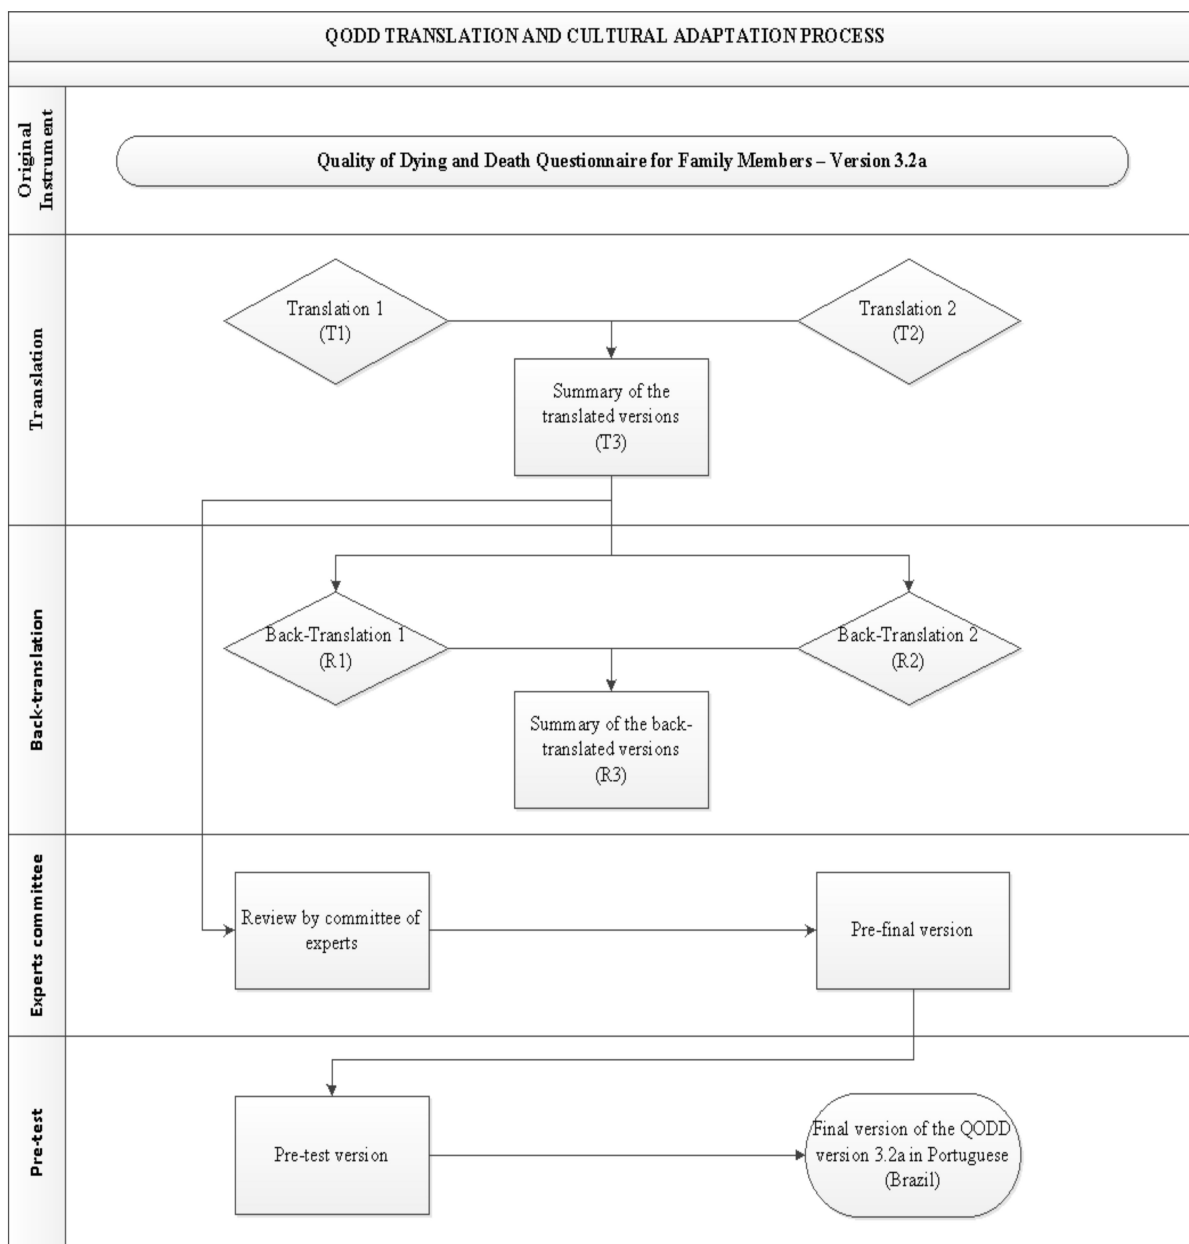 QODD TRANSLATION AND CULTURAL ADAPTATION PROCESS
Original
Instrument
Quality of Dying and Death Questionnaire for Family Members – Version 3.2a
Translation
Translation 1
(T1)
Translation 2
(T2)
Summary of the
translated versions
(T3)
Back-translation
Back-Translation 1
(R1)
Back-Translation 2
(R2)
Summary of the back-
translated versions
(R3)
Experts committee
Review by committee of
experts
Pre-final version
Pre-test
Pre-test version
Final version of the QODD
version 3.2a in Portuguese
(Brazil)